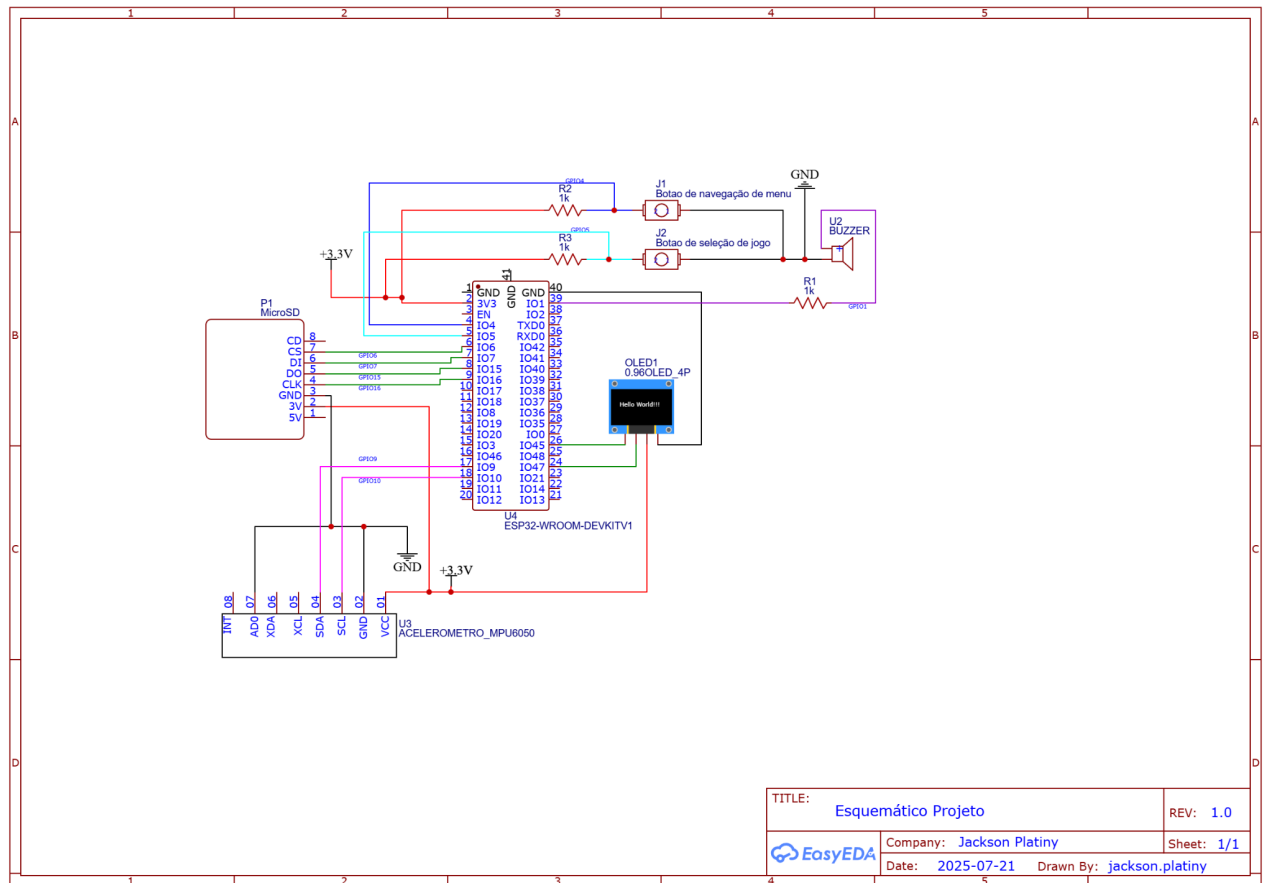 1 2 3 4 5
A A
B B
C C
D D
GPIO4
R2
1k
J1
Botao de navegação de menu
GND
GPIO5
R3
1k
J2
Botao de seleção de jogo
U2
BUZZER
+3.3V
R1
1k
GPIO1
P1
MicroSD
CD 8
CS 7
DI 6
DO 5
CLK 4
GND 3
3V 2
5V 1
GPIO6
GPIO7
GPIO15
GPIO16
41
GND
1 GND GND 40
2 3V3 IO1 39
3 EN IO2 38
4 IO4 TXD0 37
5 IO5 RXD0 36
6 IO6 IO42 35
7 IO7 IO41 34
8 IO15 IO40 33
9 IO16 IO39 32
10 IO17 IO38 31
11 IO18 IO37 30
12 IO8 IO36 29
13 IO19 IO35 28
14 IO20 IO0 27
15 IO3 IO45 26
16 IO46 IO48 25
17 IO9 IO47 24
18 IO10 IO21 23
19 IO11 IO14 22
20 IO12 IO13 21
U4
ESP32-WROOM-DEVKITV1
OLED1
0.96OLED_4P
Hello World!!!
GPIO9
GPIO10
GND
+3.3V
08 07 06 05 04 03 02 01
INT AD0 XDA XCL SDA SCL GND VCC
U3
ACELEROMETRO_MPU6050
TITLE:
Esquemático Projeto
REV: 1.0
EasyEDA
Company: Jackson Platiny
Sheet: 1/1
Date: 2025-07-21 Drawn By: jackson.platiny
1 2 3 4 5